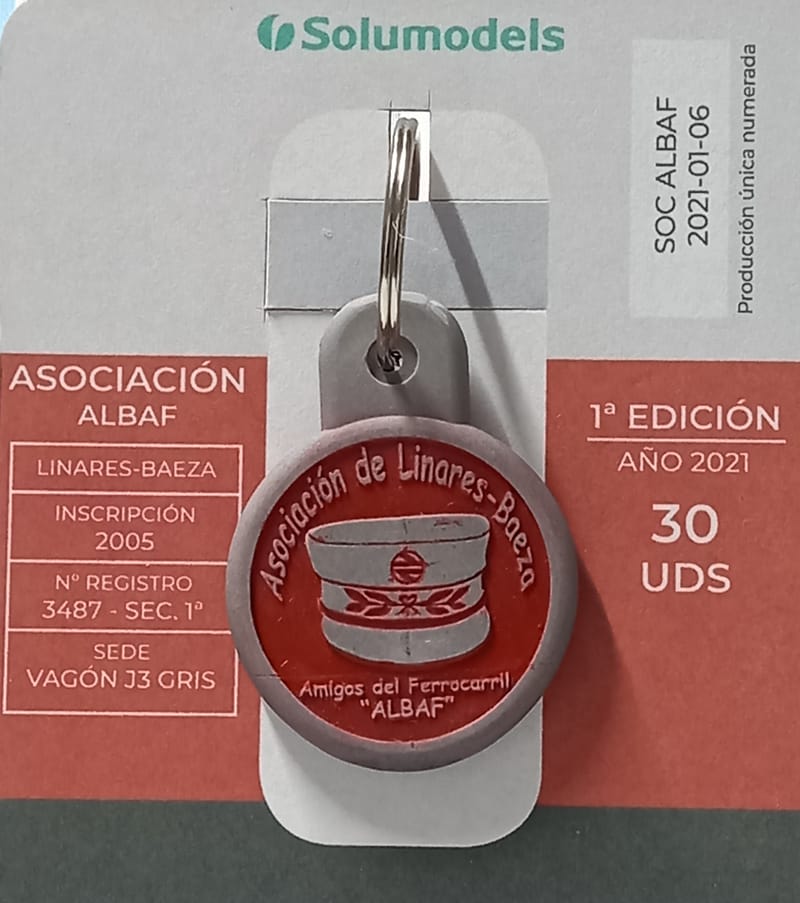 Solumodels
SOC ALBAF
2021-01-06
Producción única numerada
ASOCIACIÓN
ALBAF
LINARES-BAEZA
INSCRIPCIÓN
2005
Nº REGISTRO
3487 - SEC. 1ª
SEDE
VAGÓN J3 GRIS
Asociación de Linares-Baeza
Amigos del Ferrocarril
"ALBAF"
1ª EDICIÓN
AÑO 2021
30
UDS